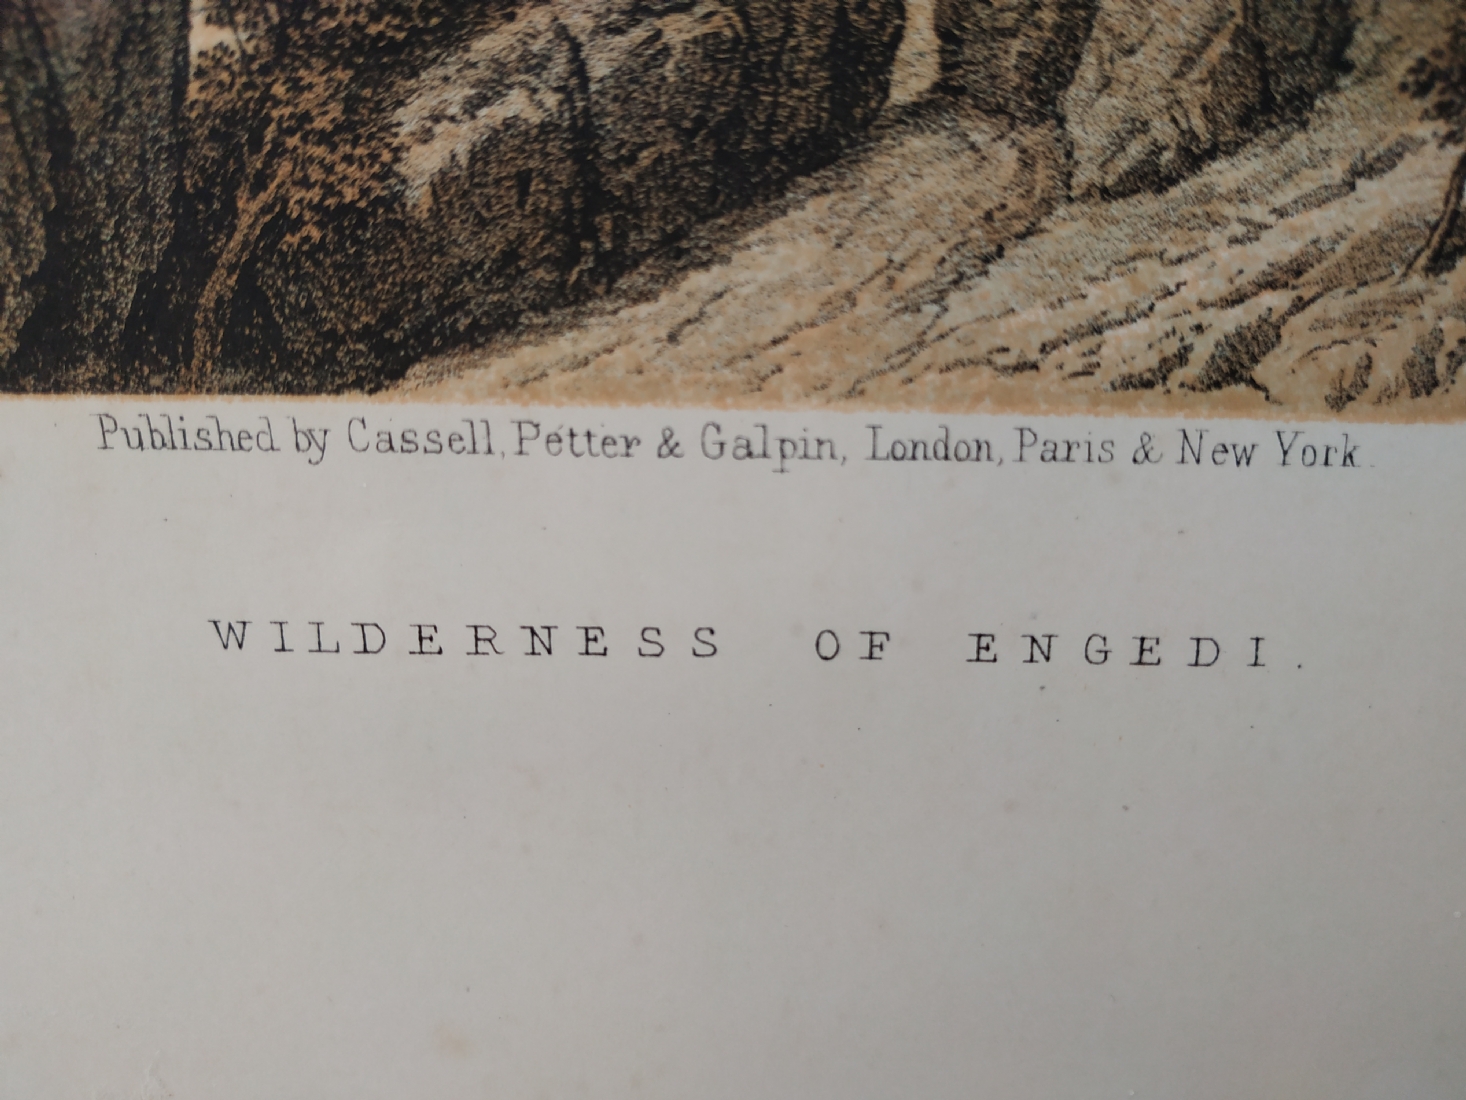 Published by Cassell, Petter & Galpin, London, Paris & New York.
WILDERNESS OF ENGEDI.